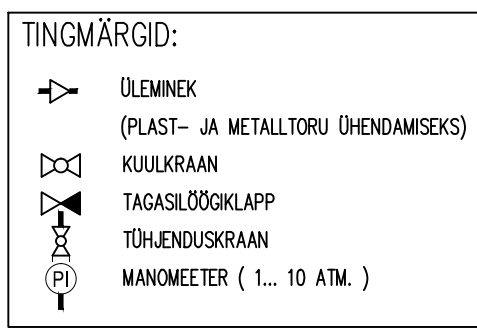 TINGMÄRGID:
ÜLEMINEK
(PLAST- JA METALLTORU ÜHENDAMISEKS)
KUULKRAAN
TAGASILÖÖGIKLAPP
TÜHJENDUSKRAAN
PI MANOMEETER ( 1... 10 ATM. )